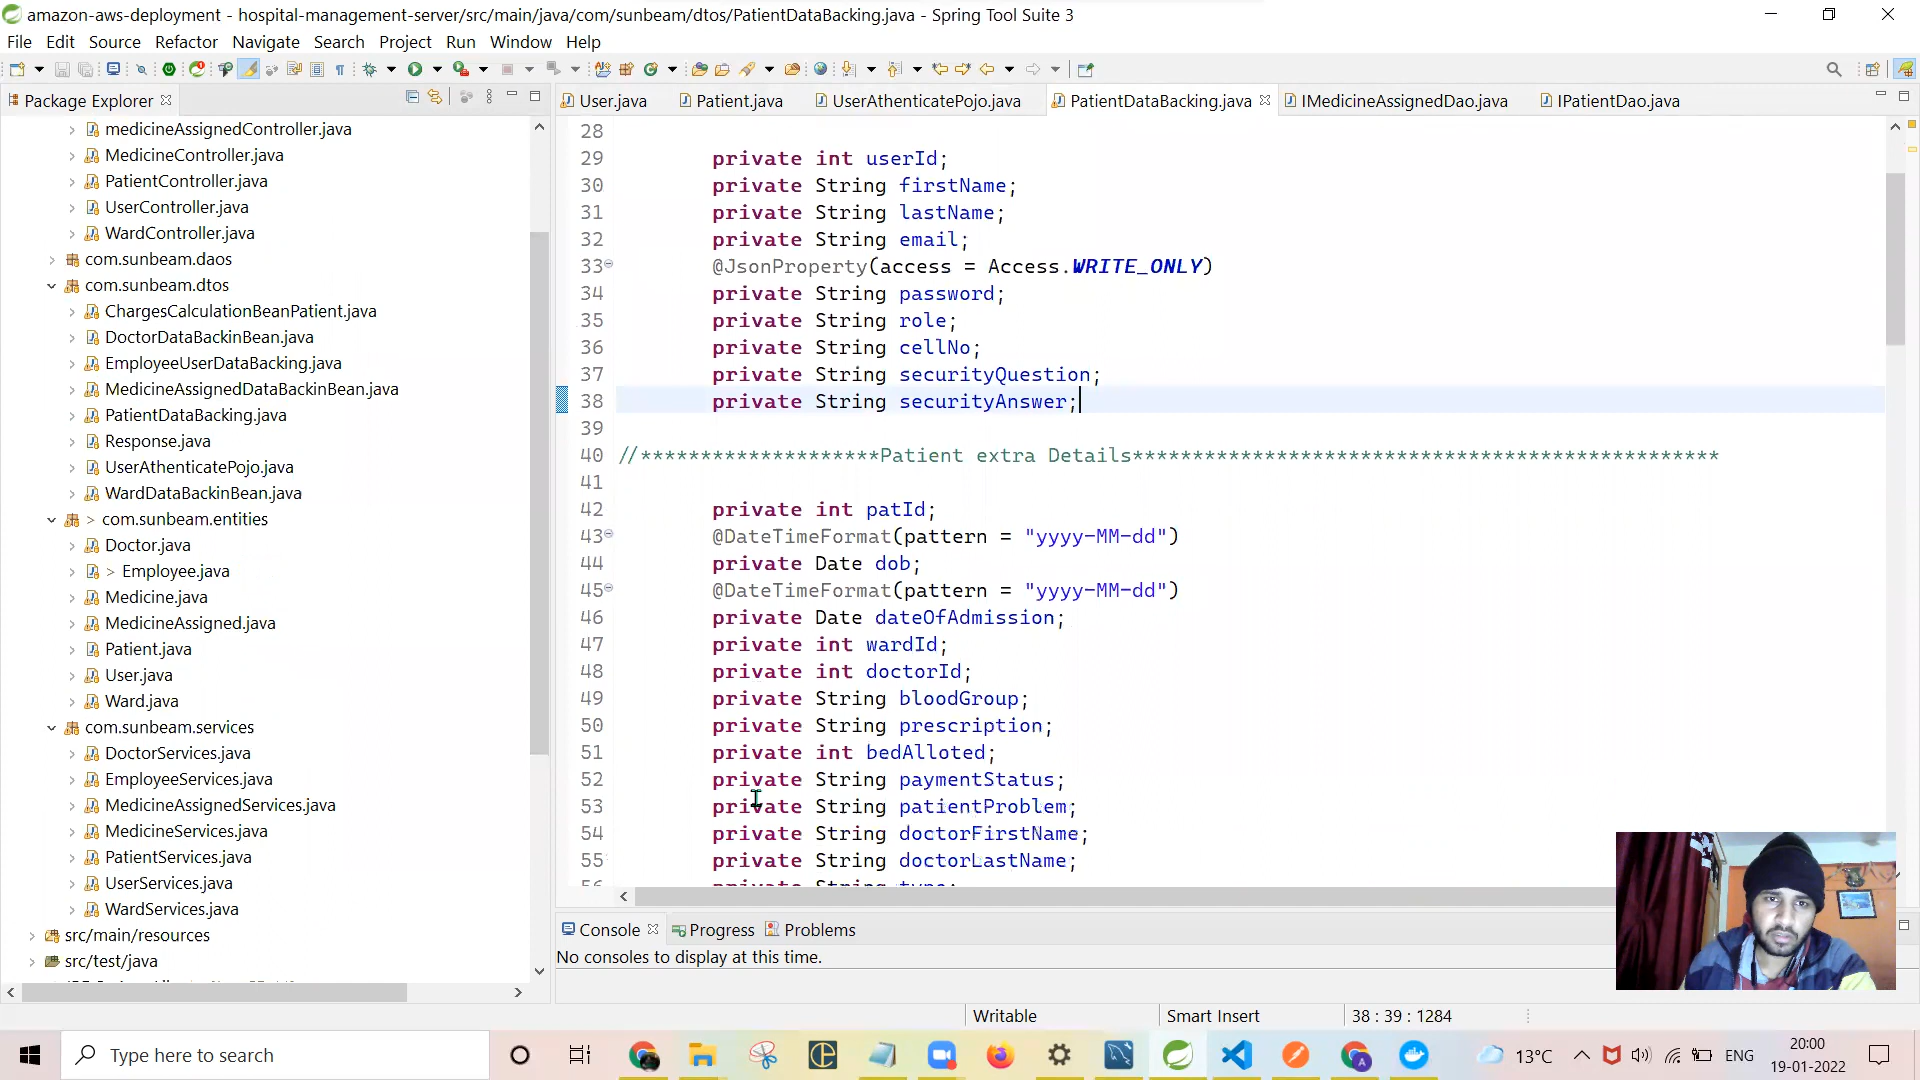 amazon-aws-deployment - hospital-management-server/src/main/java/com/sunbeam/dtos/PatientDataBacking.java - Spring Tool Suite 3
File Edit Source Refactor Navigate Search Project Run Window Help
Package Explorer
medicineAssignedController.java
MedicineController.java
PatientController.java
UserController.java
WardController.java
com.sunbeam.daos
com.sunbeam.dtos
ChargesCalculationBeanPatient.java
DoctorDataBackinBean.java
EmployeeUserDataBacking.java
MedicineAssignedDataBackinBean.java
PatientDataBacking.java
Response.java
UserAthenticatePojo.java
WardDataBackinBean.java
> com.sunbeam.entities
Doctor.java
> Employee.java
Medicine.java
MedicineAssigned.java
Patient.java
User.java
Ward.java
com.sunbeam.services
DoctorServices.java
EmployeeServices.java
MedicineAssignedServices.java
MedicineServices.java
PatientServices.java
UserServices.java
WardServices.java
src/main/resources
src/test/java
User.java Patient.java UserAthenticatePojo.java PatientDataBacking.java IMedicineAssignedDao.java IPatientDao.java
28
29 private int userId;
30 private String firstName;
31 private String lastName;
32 private String email;
33 @JsonProperty(access = Access.WRITE_ONLY)
34 private String password;
35 private String role;
36 private String cellNo;
37 private String securityQuestion;
38 private String securityAnswer;
39
40 //********************Patient extra Details*************************************************
41
42 private int patId;
43 @DateTimeFormat(pattern = "yyyy-MM-dd")
44 private Date dob;
45 @DateTimeFormat(pattern = "yyyy-MM-dd")
46 private Date dateOfAdmission;
47 private int wardId;
48 private int doctorId;
49 private String bloodGroup;
50 private String prescription;
51 private int bedAlloted;
52 private String paymentStatus;
53 private String patientProblem;
54 private String doctorFirstName;
55 private String doctorLastName;
56 private String type;
Console Progress Problems
No consoles to display at this time.
Writable Smart Insert 38 : 39 : 1284
Type here to search
13°C ENG 20:00
19-01-2022